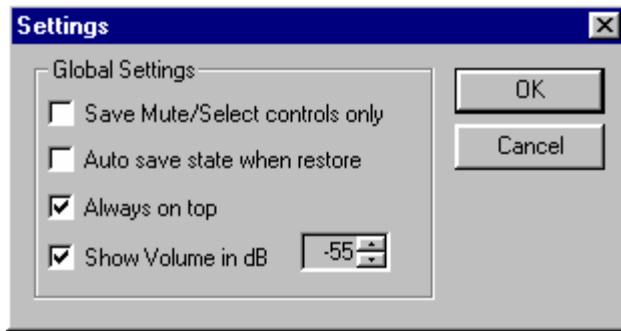 Settings
Global Settings
Save Mute/Select controls only
Auto save state when restore
Always on top
Show Volume in dB -55
OK
Cancel